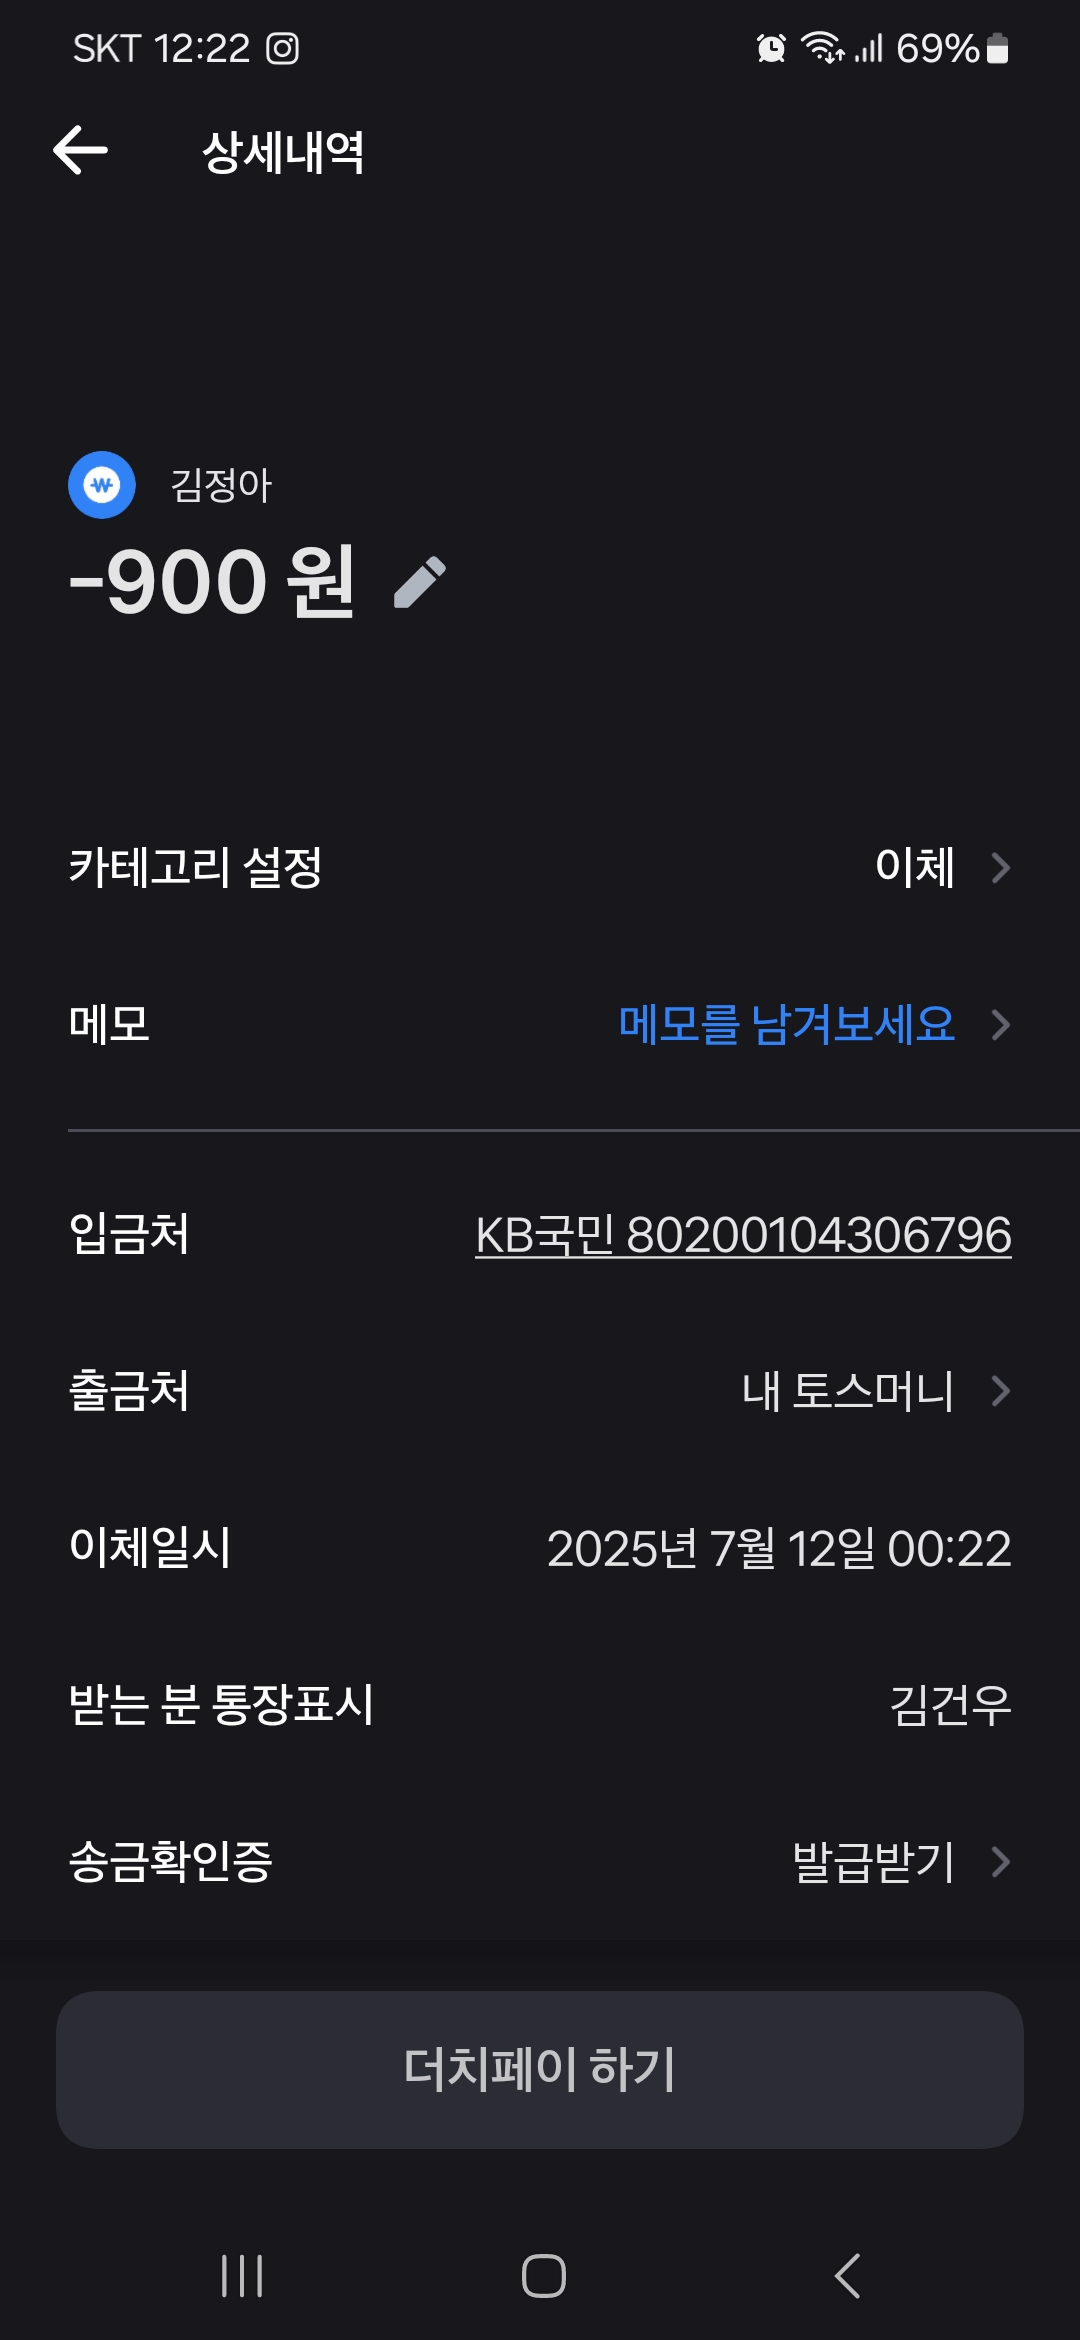 SKT 12:22
69%
상세내역
김정아
-900 원
카테고리 설정 이체
메모 메모를 남겨보세요
입금처 KB국민 80200104306796
출금처 내 토스머니
이체일시 2025년 7월 12일 00:22
받는 분 통장표시 김건우
송금확인증 발급받기
더치페이 하기